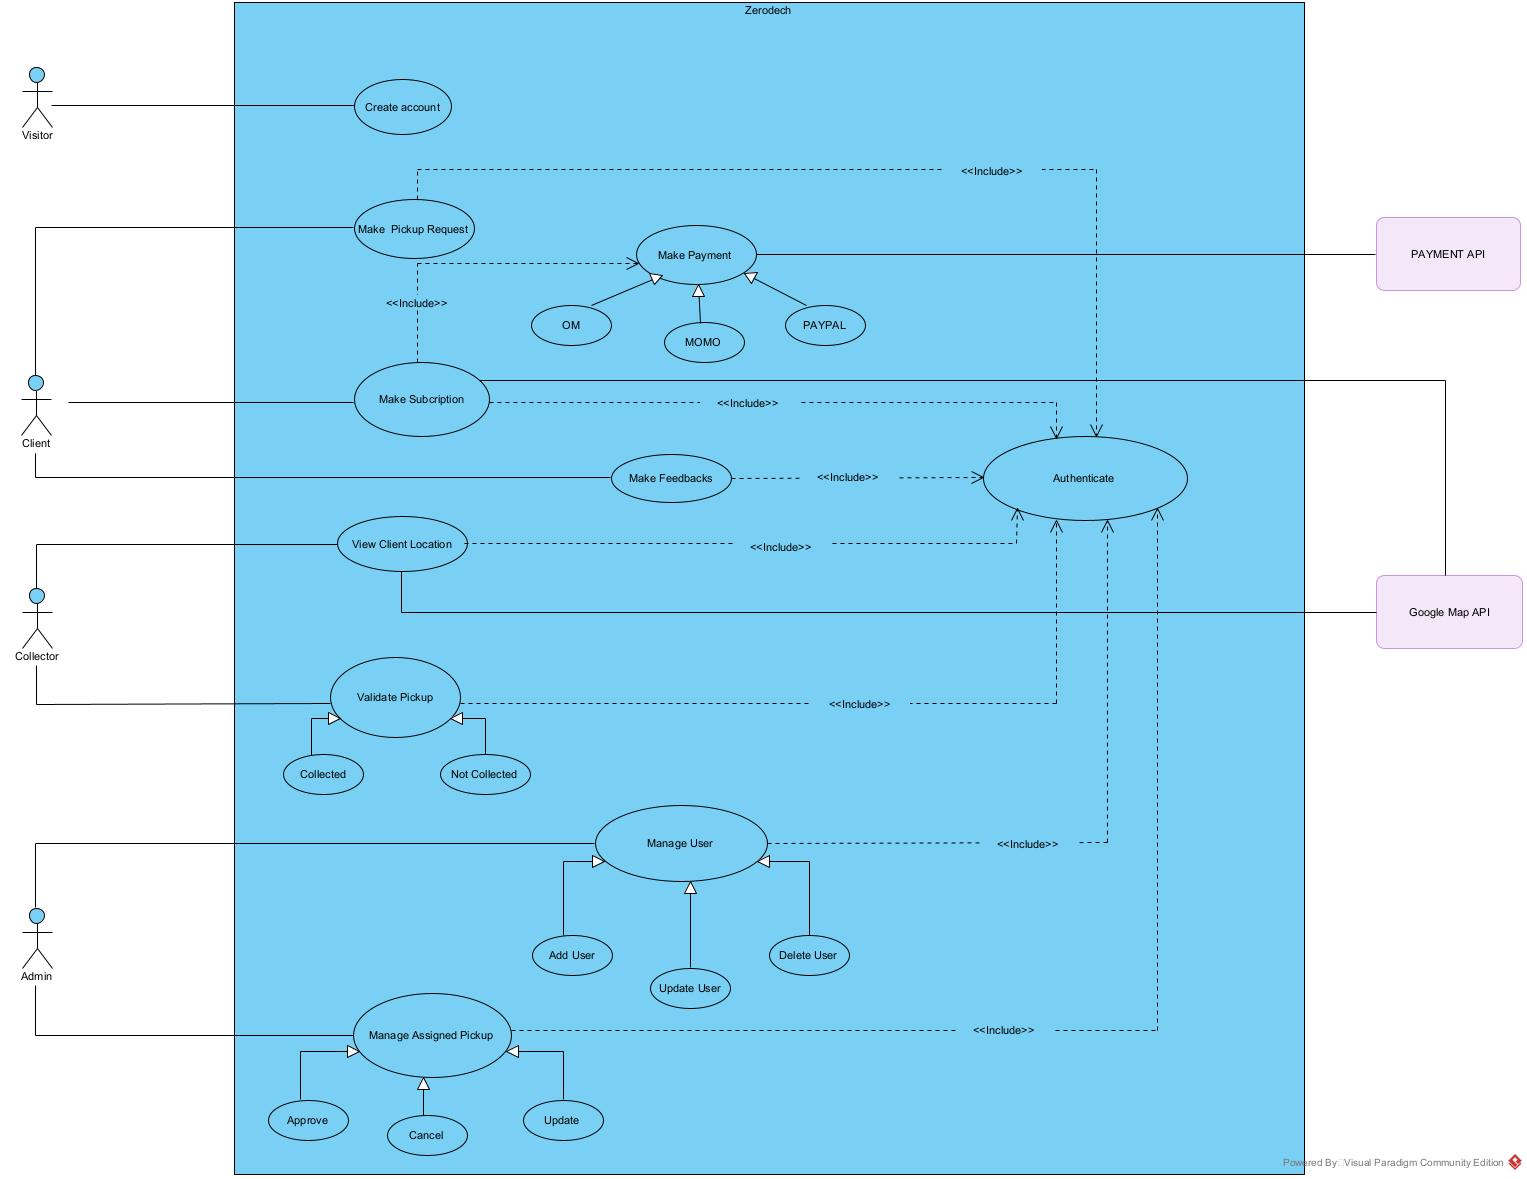 Zerodech
Visitor
Create account
<<Include>>
Make  Pickup Request
Make Payment
PAYMENT API
<<Include>>
OM
MOMO
PAYPAL
Make Subcription
<<Include>>
Client
Make Feedbacks
<<Include>>
Authenticate
View Client Location
<<Include>>
Google Map API
Collector
Validate Pickup
<<Include>>
Collected
Not Collected
Manage User
<<Include>>
Add User
Update User
Delete User
Admin
Manage Assigned Pickup
<<Include>>
Approve
Cancel
Update
Powered By Visual Paradigm Community Edition